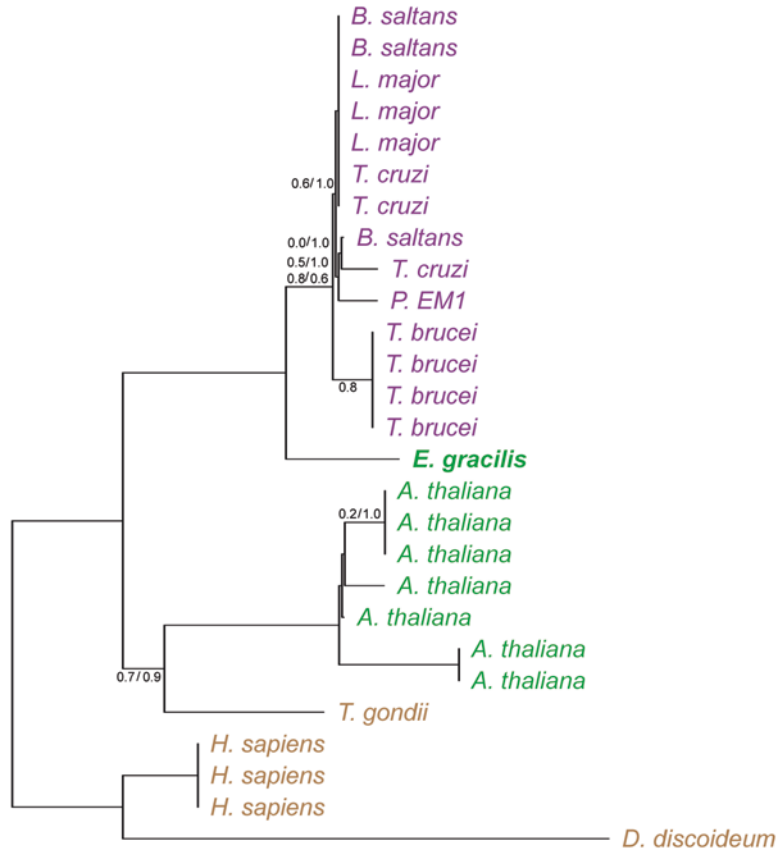 B. saltans
B. saltans
L. major
L. major
L. major
T. cruzi
0.6/1.0
T. cruzi
0.0/1.0
B. saltans
0.5/1.0
T. cruzi
0.8/0.6
P. EM1
T. brucei
T. brucei
0.8
T. brucei
T. brucei
E. gracilis
A. thaliana
0.2/1.0
A. thaliana
A. thaliana
A. thaliana
A. thaliana
A. thaliana
0.7/0.9
A. thaliana
T. gondii
H. sapiens
H. sapiens
H. sapiens
D. discoideum